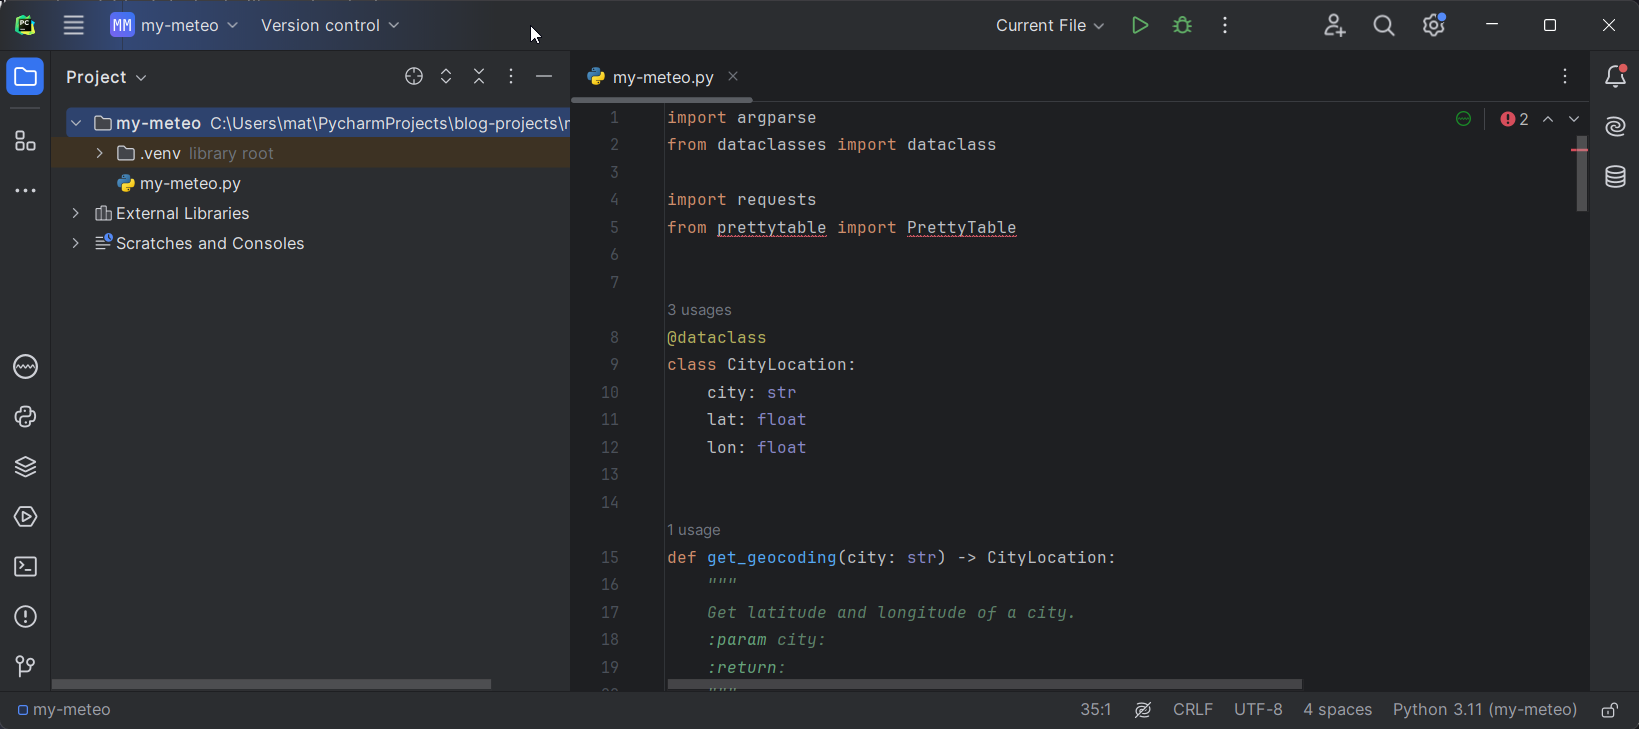 MM my-meteo Version control Current File
Project
my-meteo.py
my-meteo C:\Users\mat\PycharmProjects\blog-projects\
.venv library root
my-meteo.py
External Libraries
Scratches and Consoles
2
1 import argparse
2 from dataclasses import dataclass
3
4 import requests
5 from prettytable import PrettyTable
6
7
3 usages
8 @dataclass
9 class CityLocation:
10 city: str
11 lat: float
12 lon: float
13
14
1 usage
15 def get_geocoding(city: str) -> CityLocation:
16 """
17 Get latitude and longitude of a city.
18 :param city:
19 :return:
my-meteo
35:1 CRLF UTF-8 4 spaces Python 3.11 (my-meteo)